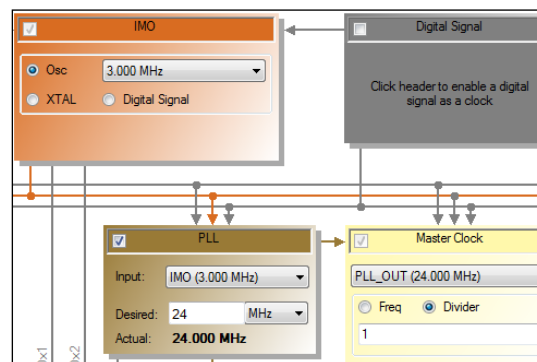 IMO
Digital Signal
Osc
3.000 MHz
XTAL
Digital Signal
Click header to enable a digital
signal as a clock
PLL
Master Clock
Input:
IMO (3.000 MHz)
PLL_OUT (24.000 MHz)
Desired:
24
MHz
Freq
Divider
Actual:
24.000 MHz
1
0x1
0x2